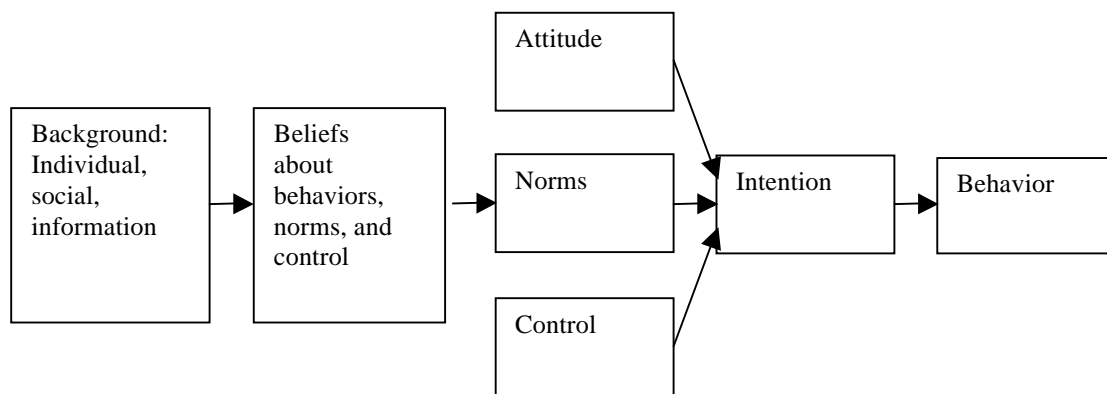 Background:
Individual,
social,
information
Beliefs
about
behaviors,
norms, and
control
Attitude
Norms
Control
Intention
Behavior